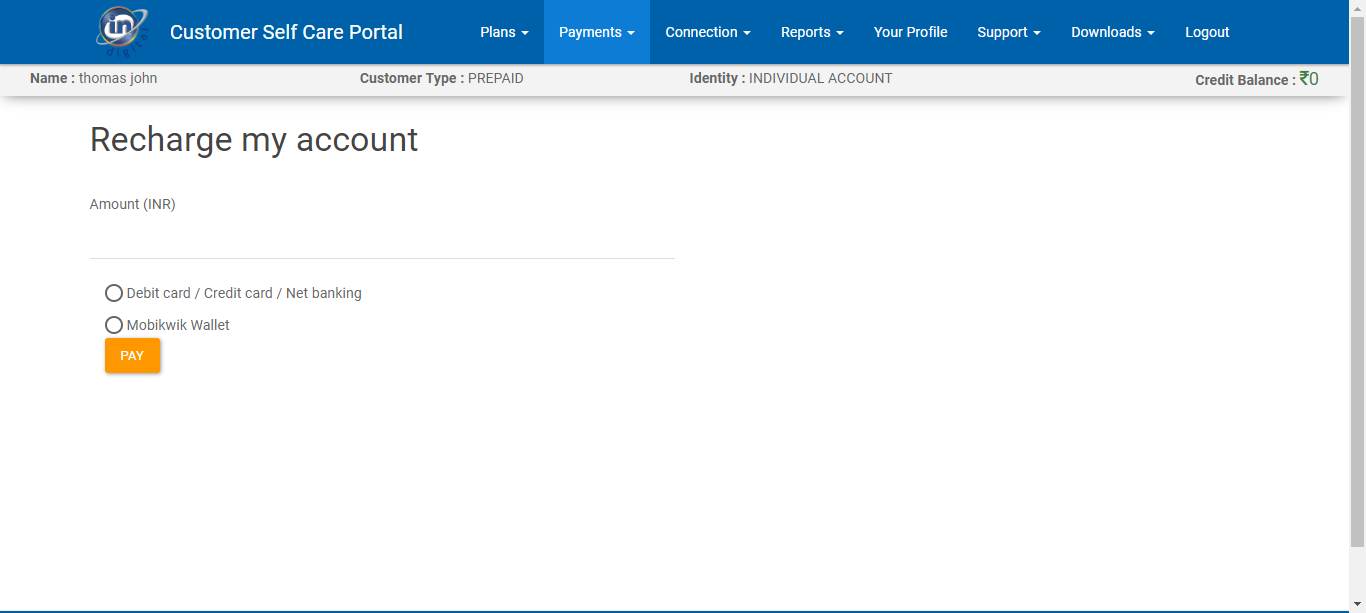 in digital
Customer Self Care Portal Plans Payments Connection Reports Your Profile Support Downloads Logout
Name : thomas john Customer Type : PREPAID Identity : INDIVIDUAL ACCOUNT Credit Balance : ₹0
Recharge my account
Amount (INR)
Debit card / Credit card / Net banking
Mobikwik Wallet
PAY